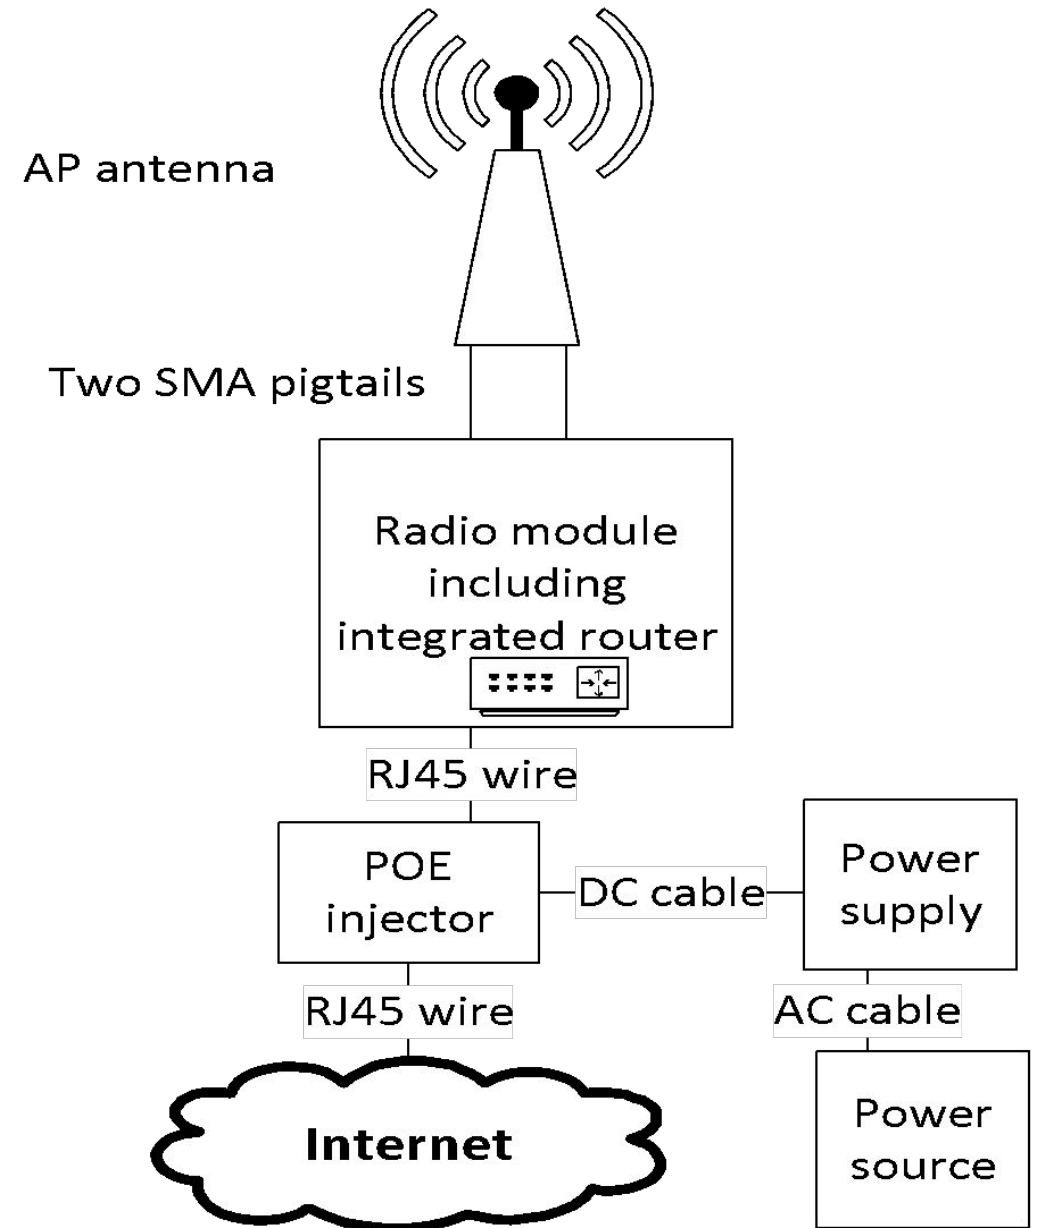 AP antenna
Two SMA pigtails
Radio module
including
integrated router
RJ45 wire
POE
injector
DC cable
Power
supply
RJ45 wire
AC cable
Internet
Power
source